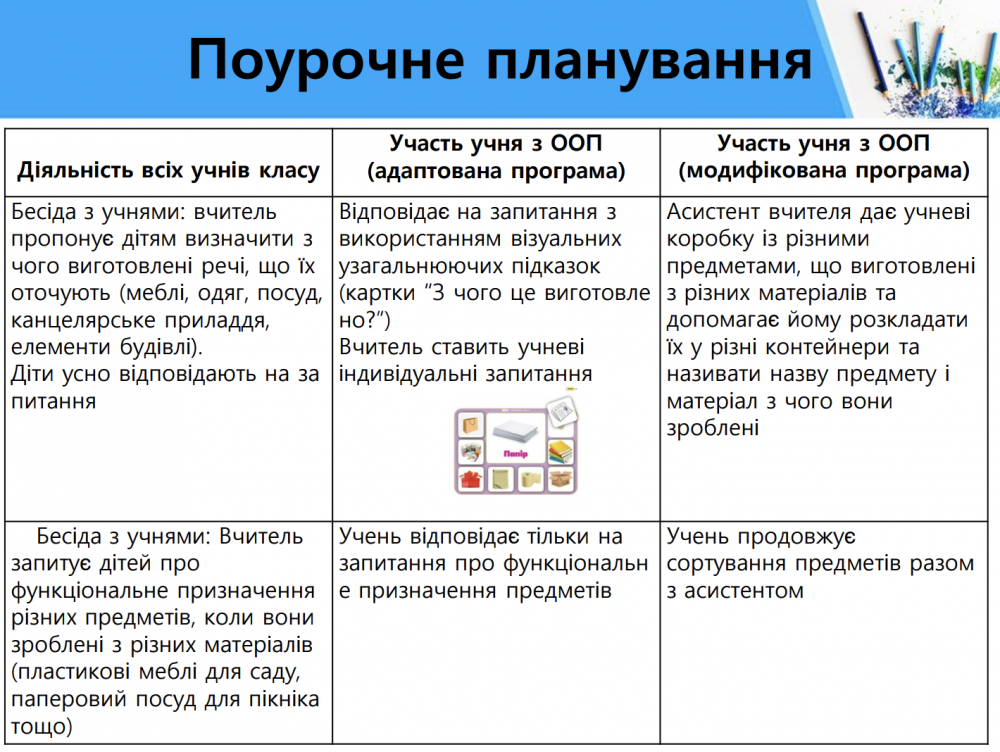 Поурочне планування
Діяльність всіх учнів класу
Участь учня з ООП
(адаптована програма)
Участь учня з ООП
(модифікована програма)
Бесіда з учнями: вчитель
пропонує дітям визначити з
чого виготовлені речі, що їх
оточують (меблі, одяг, посуд,
канцелярське приладдя,
елементи будівлі).
Діти усно відповідають на за
питання
Відповідає на запитання з
використанням візуальних
узагальнюючих підказок
(картки “З чого це виготовле
но?”)
Вчитель ставить учневі
індивідуальні запитання
Папір
Асистент вчителя дає учневі
коробку із різними
предметами, що виготовлені
з різних матеріалів та
допомагає йому розкладати
їх у різні контейнери та
називати назву предмету і
матеріал з чого вони
зроблені
Бесіда з учнями: Вчитель
запитує дітей про
функціональне призначення
різних предметів, коли вони
зроблені з різних матеріалів
(пластикові меблі для саду,
паперовий посуд для пікніка
тощо)
Учень відповідає тільки на
запитання про функціональн
е призначення предметів
Учень продовжує
сортування предметів разом
з асистентом